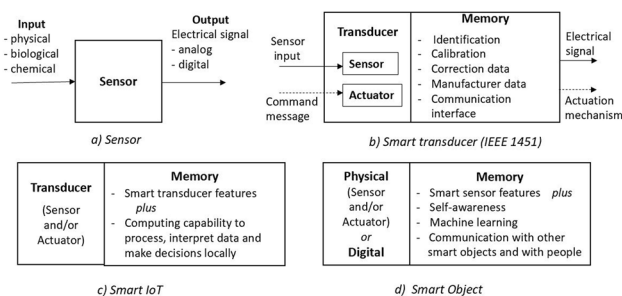 Input
- physical
- biological
- chemical
Sensor
Output
Electrical signal
- analog
- digital
a) Sensor
Sensor
input
Command
message
Transducer
Sensor
Actuator
Memory
- Identification
- Calibration
- Correction data
- Manufacturer data
- Communication
interface
Electrical
signal
Actuation
mechanism
b) Smart transducer (IEEE 1451)
Transducer
(Sensor
and/or
Actuator)
Memory
- Smart transducer features
plus
- Computing capability to
process, interpret data and
make decisions locally
c) Smart IoT
Physical
(Sensor
and/or
Actuator)
or
Digital
Memory
- Smart sensor features plus
- Self-awareness
- Machine learning
- Communication with other
smart objects and with people
d) Smart Object